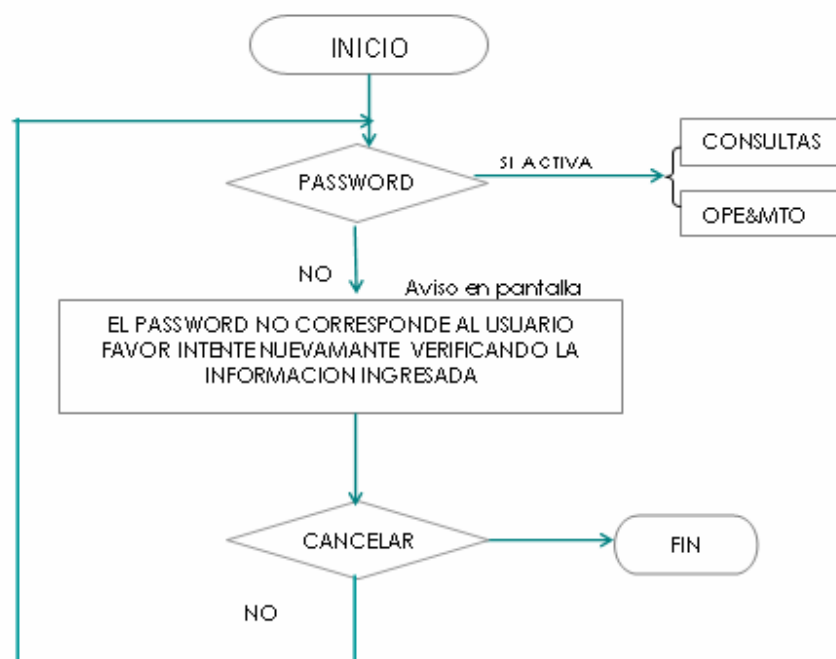 INICIO
PASSWORD
SI ACTIVA
CONSULTAS
OPE&MTO
NO
Aviso en pantalla
EL PASSWORD NO CORRESPONDE AL USUARIO
FAVOR INTENTE NUEVAMANTE VERIFICANDO LA
INFORMACION INGRESADA
CANCELAR
FIN
NO